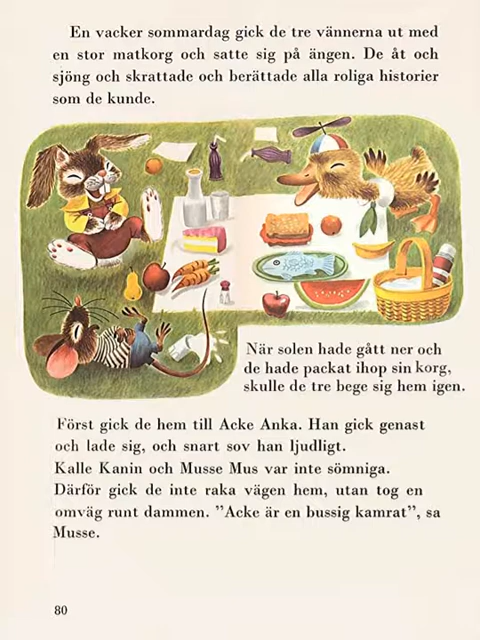 En vacker sommardag gick de tre vännerna ut med
en stor matkorg och satte sig på ängen. De åt och
sjöng och skrattade och berättade alla roliga historier
som de kunde.
När solen hade gått ner och
de hade packat ihop sin korg,
skulle de tre bege sig hem igen.
Först gick de hem till Acke Anka. Han gick genast
och lade sig, och snart sov han ljudligt.
Kalle Kanin och Musse Mus var inte sömniga.
Därför gick de inte raka vägen hem, utan tog en
omväg runt dammen. ”Acke är en bussig kamrat”, sa
Musse.
80